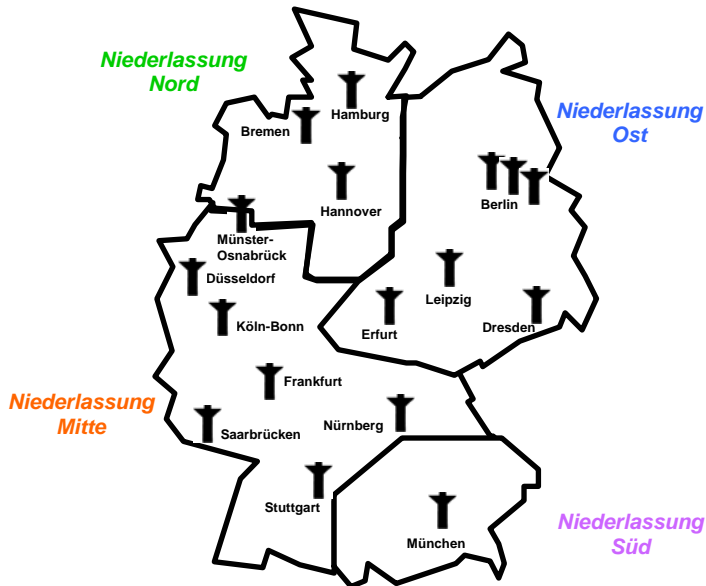 Niederlassung
Nord
Hamburg
Bremen
Niederlassung
Ost
Berlin
Hannover
Münster-
Osnabrück
Düsseldorf
Leipzig
Köln-Bonn
Erfurt
Dresden
Frankfurt
Niederlassung
Mitte
Nürnberg
Saarbrücken
Stuttgart
München
Niederlassung
Süd